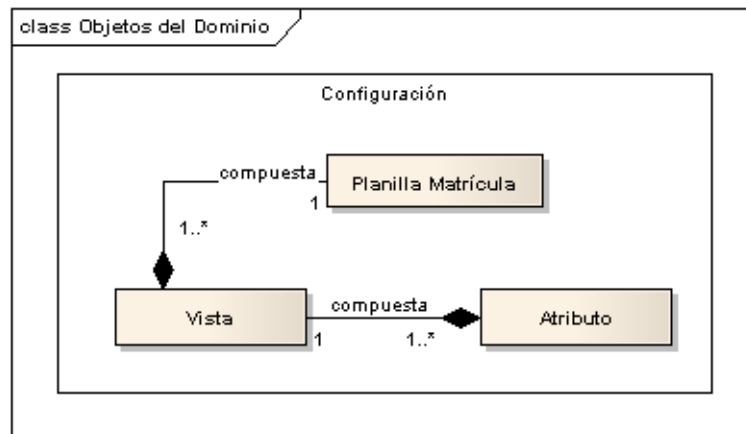 class Objetos del Dominio
Configuración
compuesta
Planilla Matrícula
1
1..*
Vista
compuesta
Atributo
1
1..*